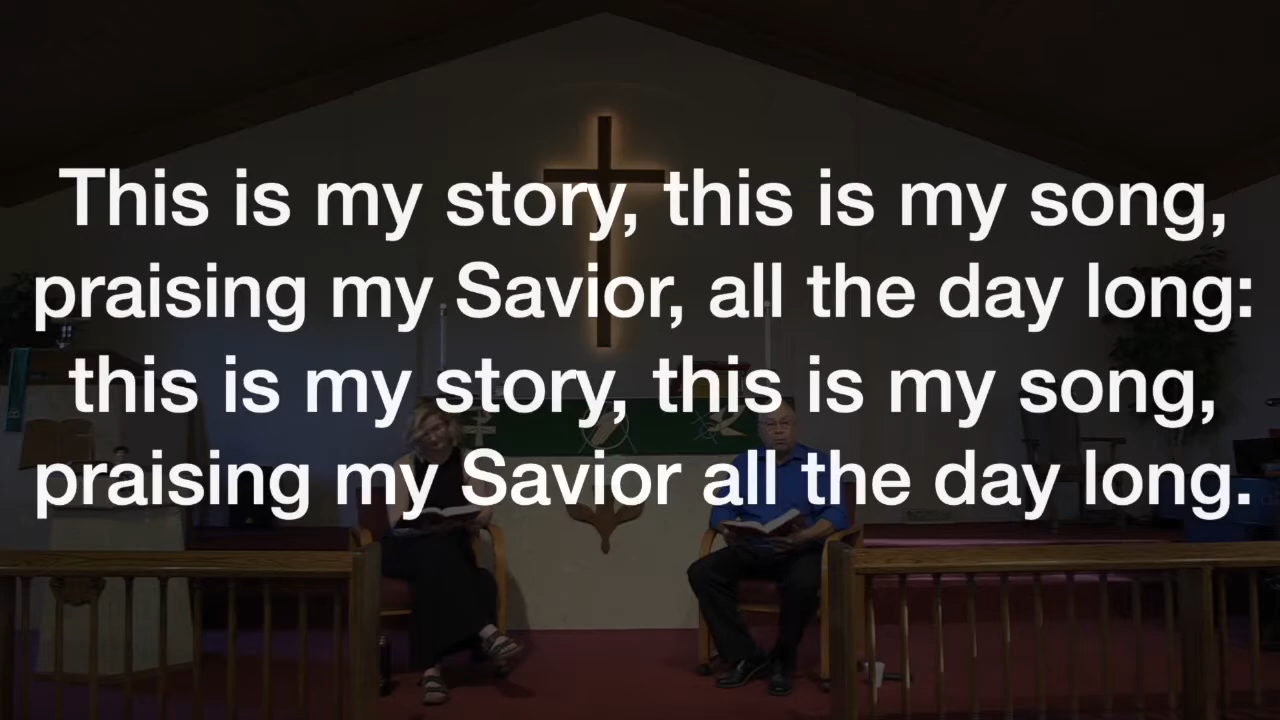 This is my story, this is my song,
praising my Savior, all the day long:
this is my story, this is my song,
praising my Savior all the day long.